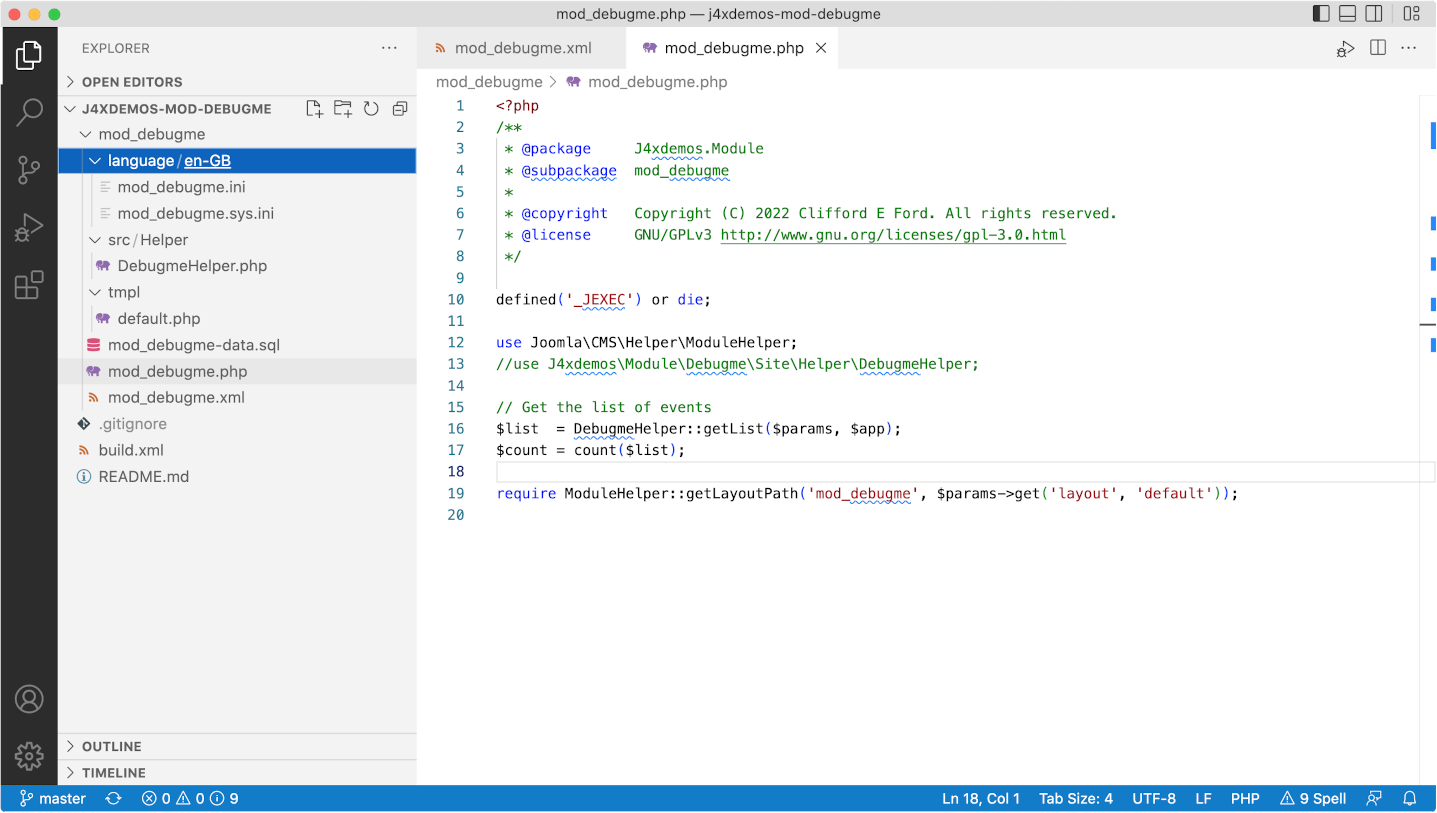 mod_debugme.php — j4xdemos-mod-debugme
EXPLORER
OPEN EDITORS
J4XDEMOS-MOD-DEBUGME
mod_debugme
language/en-GB
mod_debugme.ini
mod_debugme.sys.ini
src/Helper
DebugmeHelper.php
tmpl
default.php
mod_debugme-data.sql
mod_debugme.php
mod_debugme.xml
.gitignore
build.xml
README.md
OUTLINE
TIMELINE
mod_debugme.xml mod_debugme.php
mod_debugme > mod_debugme.php
1 <?php
2 /**
3  * @package     J4xdemos.Module
4  * @subpackage  mod_debugme
5  *
6  * @copyright   Copyright (C) 2022 Clifford E Ford. All rights reserved.
7  * @license     GNU/GPLv3 http://www.gnu.org/licenses/gpl-3.0.html
8  */
9
10 defined('_JEXEC') or die;
11
12 use Joomla\CMS\Helper\ModuleHelper;
13 //use J4xdemos\Module\Debugme\Site\Helper\DebugmeHelper;
14
15 // Get the list of events
16 $list  = DebugmeHelper::getList($params, $app);
17 $count = count($list);
18
19 require ModuleHelper::getLayoutPath('mod_debugme', $params->get('layout', 'default'));
20
master 0 0 9 Ln 18, Col 1 Tab Size: 4 UTF-8 LF PHP 9 Spell